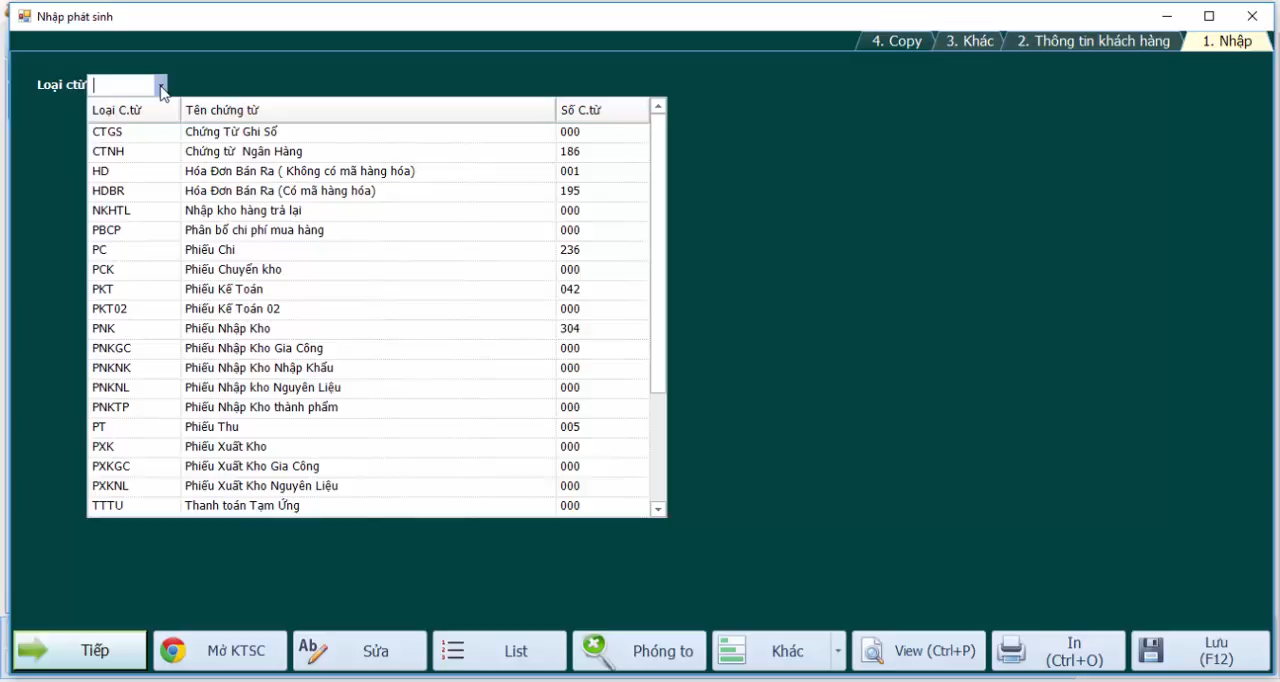 Nhập phát sinh
4. Copy 3. Khác 2. Thông tin khách hàng 1. Nhập
Loại ctừ
Loại C.từ Tên chứng từ Số C.từ
CTGS Chứng Từ Ghi Sổ 000
CTNH Chứng từ Ngân Hàng 186
HD Hóa Đơn Bán Ra ( Không có mã hàng hóa) 001
HDBR Hóa Đơn Bán Ra (Có mã hàng hóa) 195
NKHTL Nhập kho hàng trả lại 000
PBCP Phân bổ chi phí mua hàng 000
PC Phiếu Chi 236
PCK Phiếu Chuyển kho 000
PKT Phiếu Kế Toán 042
PKT02 Phiếu Kế Toán 02 000
PNK Phiếu Nhập Kho 304
PNKGC Phiếu Nhập Kho Gia Công 000
PNKNK Phiếu Nhập Kho Nhập Khẩu 000
PNKNL Phiếu Nhập kho Nguyên Liệu 000
PNKTP Phiếu Nhập Kho thành phẩm 000
PT Phiếu Thu 005
PXK Phiếu Xuất Kho 000
PXKGC Phiếu Xuất Kho Gia Công 000
PXKNL Phiếu Xuất Kho Nguyên Liệu 000
TTTU Thanh toán Tạm Ứng 000
Tiếp Mở KTSC Sửa List Phóng to Khác View (Ctrl+P) In (Ctrl+O) Lưu (F12)